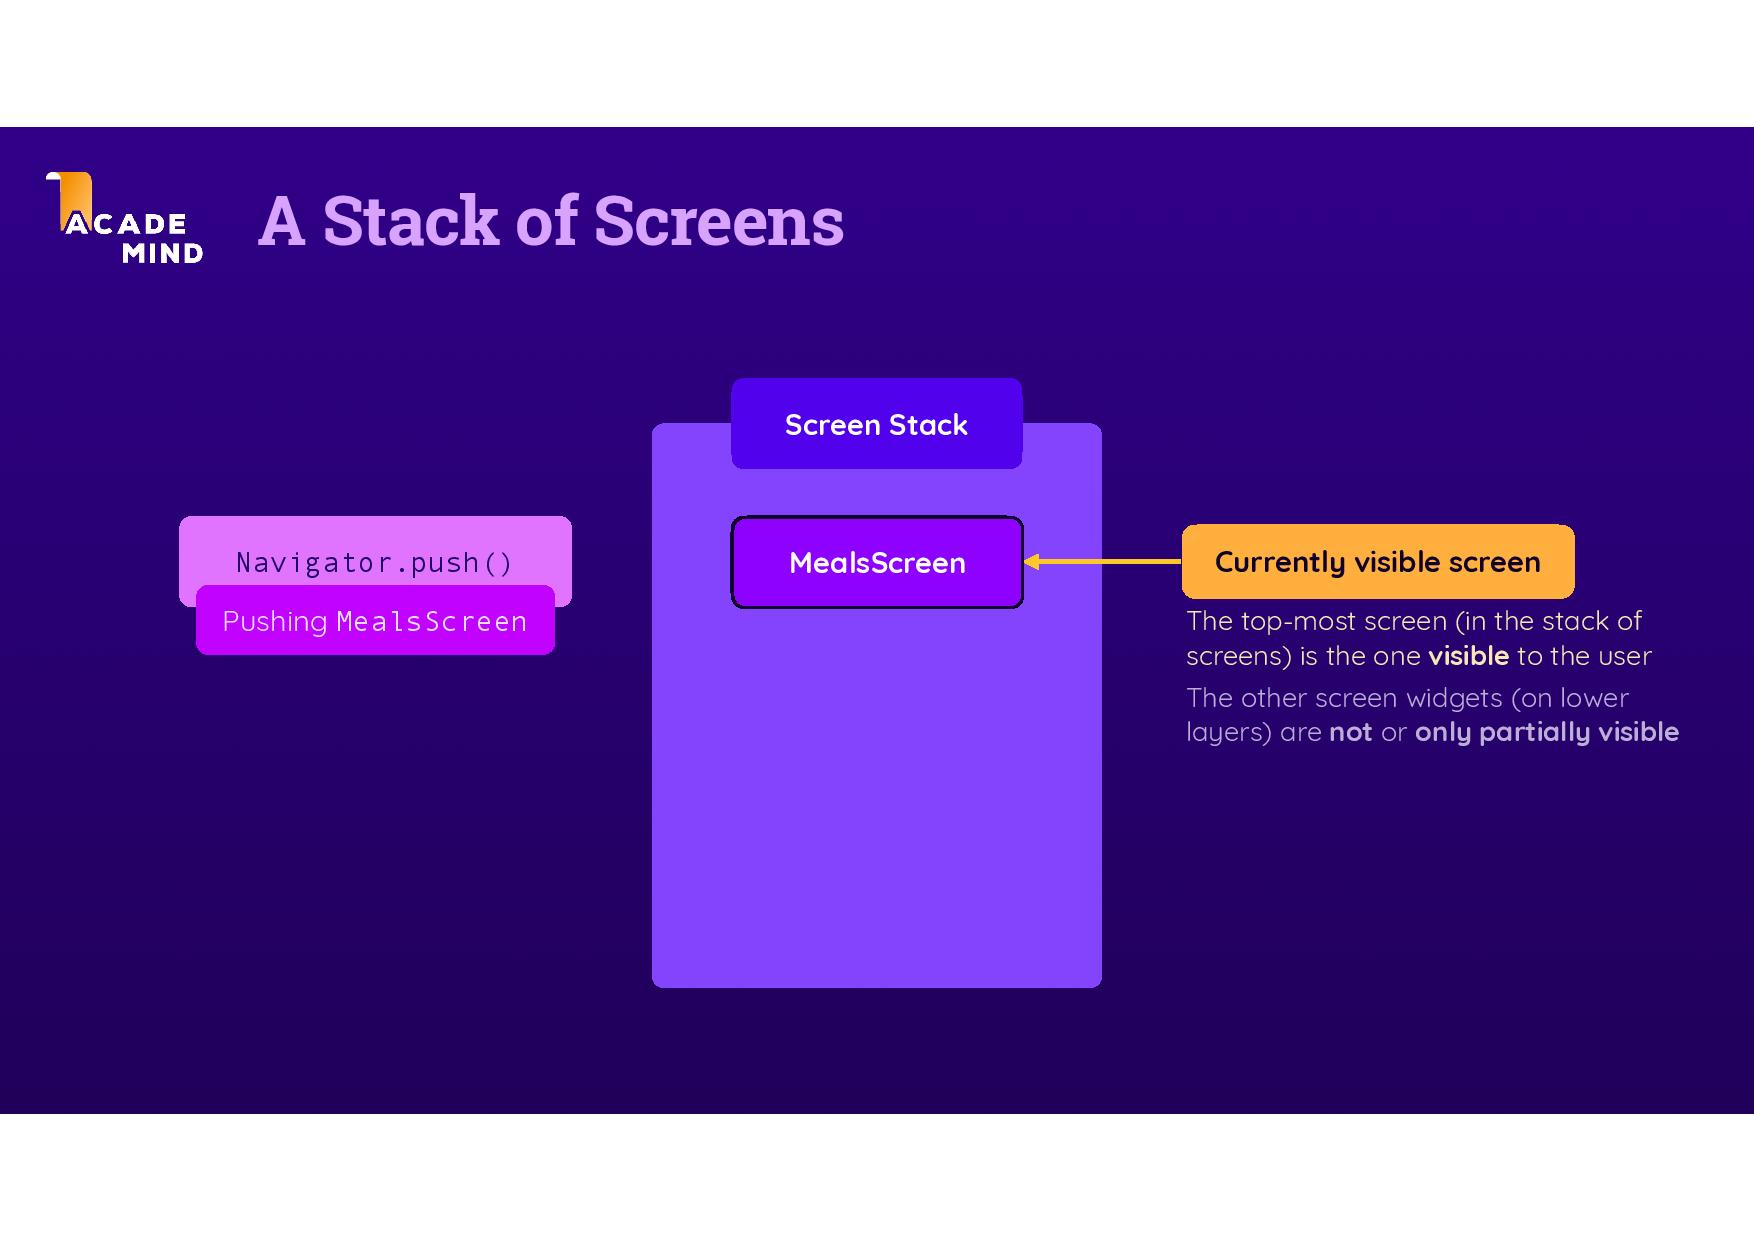 ACADE
MIND
A Stack of Screens
Screen Stack
Navigator.push()
Pushing MealsScreen
MealsScreen
Currently visible screen
The top-most screen (in the stack of
screens) is the one visible to the user
The other screen widgets (on lower
layers) are not or only partially visible